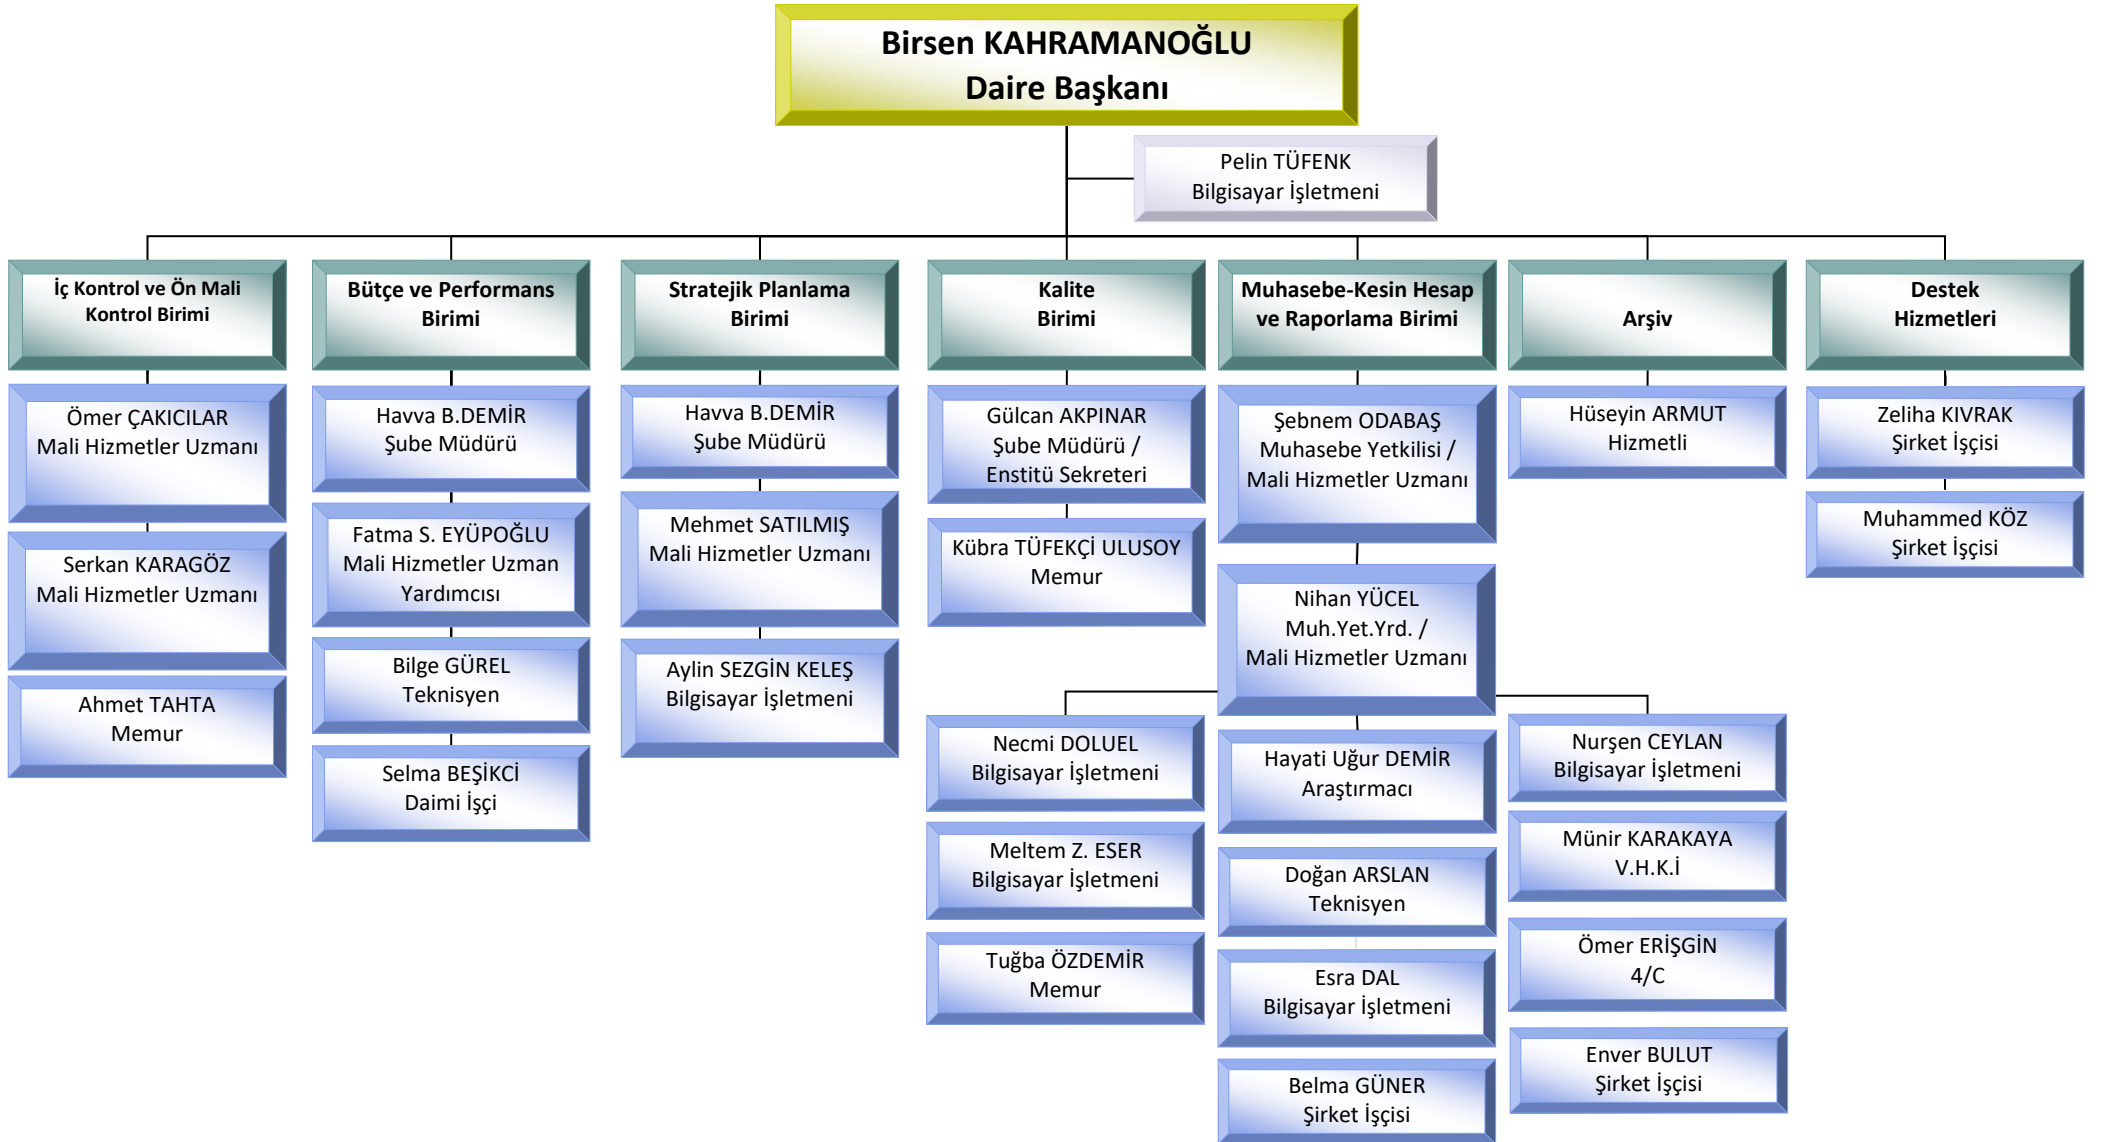 Birsen KAHRAMANOĞLU
Daire Başkanı
Pelin TÜFENK
Bilgisayar İşletmeni
İç Kontrol ve Ön Mali
Kontrol Birimi
Ömer ÇAKICILAR
Mali Hizmetler Uzmanı
Serkan KARAGÖZ
Mali Hizmetler Uzmanı
Ahmet TAHTA
Memur
Bütçe ve Performans
Birimi
Havva B.DEMİR
Şube Müdürü
Fatma S. EYÜPOĞLU
Mali Hizmetler Uzman
Yardımcısı
Bilge GÜREL
Teknisyen
Selma BEŞİKCİ
Daimi İşçi
Stratejik Planlama
Birimi
Havva B.DEMİR
Şube Müdürü
Mehmet SATILMIŞ
Mali Hizmetler Uzmanı
Aylin SEZGİN KELEŞ
Bilgisayar İşletmeni
Kalite
Birimi
Gülcan AKPINAR
Şube Müdürü /
Enstitü Sekreteri
Kübra TÜFEKÇİ ULUSOY
Memur
Muhasebe-Kesin Hesap
ve Raporlama Birimi
Şebnem ODABAŞ
Muhasebe Yetkilisi /
Mali Hizmetler Uzmanı
Nihan YÜCEL
Muh.Yet.Yrd. /
Mali Hizmetler Uzmanı
Necmi DOLUEL
Bilgisayar İşletmeni
Meltem Z. ESER
Bilgisayar İşletmeni
Tuğba ÖZDEMİR
Memur
Hayati Uğur DEMİR
Araştırmacı
Doğan ARSLAN
Teknisyen
Esra DAL
Bilgisayar İşletmeni
Belma GÜNER
Şirket İşçisi
Nurşen CEYLAN
Bilgisayar İşletmeni
Münir KARAKAYA
V.H.K.İ
Ömer ERİŞGİN
4/C
Enver BULUT
Şirket İşçisi
Arşiv
Hüseyin ARMUT
Hizmetli
Destek
Hizmetleri
Zeliha KIVRAK
Şirket İşçisi
Muhammed KÖZ
Şirket İşçisi